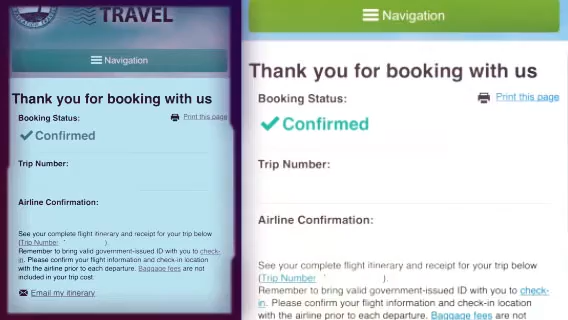 TRAVEL
Navigation
Thank you for booking with us
Booking Status:
Print this page
Confirmed
Trip Number:
Airline Confirmation:
See your complete flight itinerary and receipt for your trip below
(Trip Number ).
Remember to bring valid government-issued ID with you to check-
in. Please confirm your flight information and check-in location
with the airline prior to each departure. Baggage fees are not
included in your trip cost.
Email my itinerary
Navigation
Thank you for booking with us
Booking Status:
Print this page
Confirmed
Trip Number:
Airline Confirmation:
See your complete flight itinerary and receipt for your trip below
(Trip Number ).
Remember to bring valid government-issued ID with you to check-
in. Please confirm your flight information and check-in location
with the airline prior to each departure. Baggage fees are not